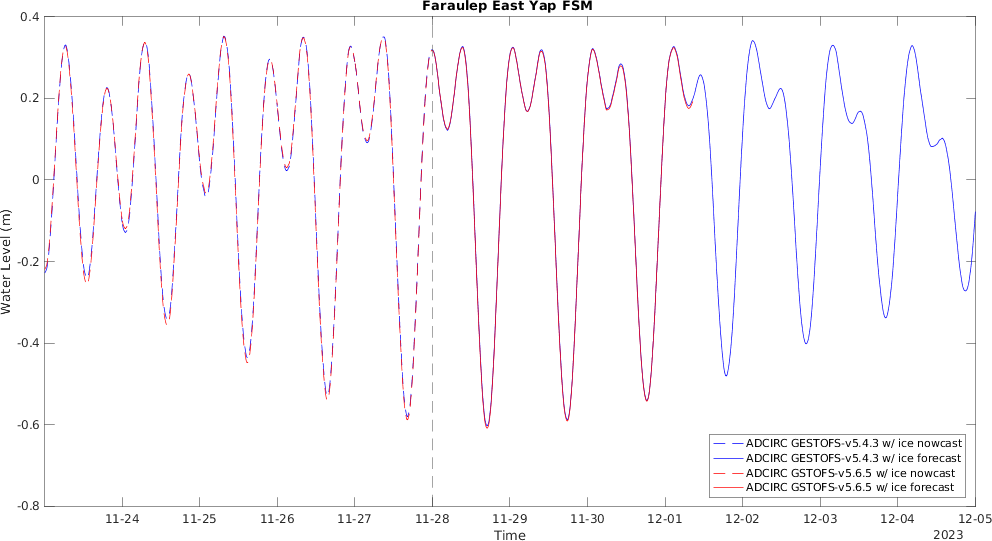 Faraulep East Yap FSM
0.4
0.2
0
-0.2
-0.4
-0.6
-0.8
Water Level (m)
ADCIRC GESTOFS-v5.4.3 w/ ice nowcast
ADCIRC GESTOFS-v5.4.3 w/ ice forecast
ADCIRC GSTOFS-v5.6.5 w/ ice nowcast
ADCIRC GSTOFS-v5.6.5 w/ ice forecast
11-24 11-25 11-26 11-27 11-28 11-29 11-30 12-01 12-02 12-03 12-04 12-05
Time
2023